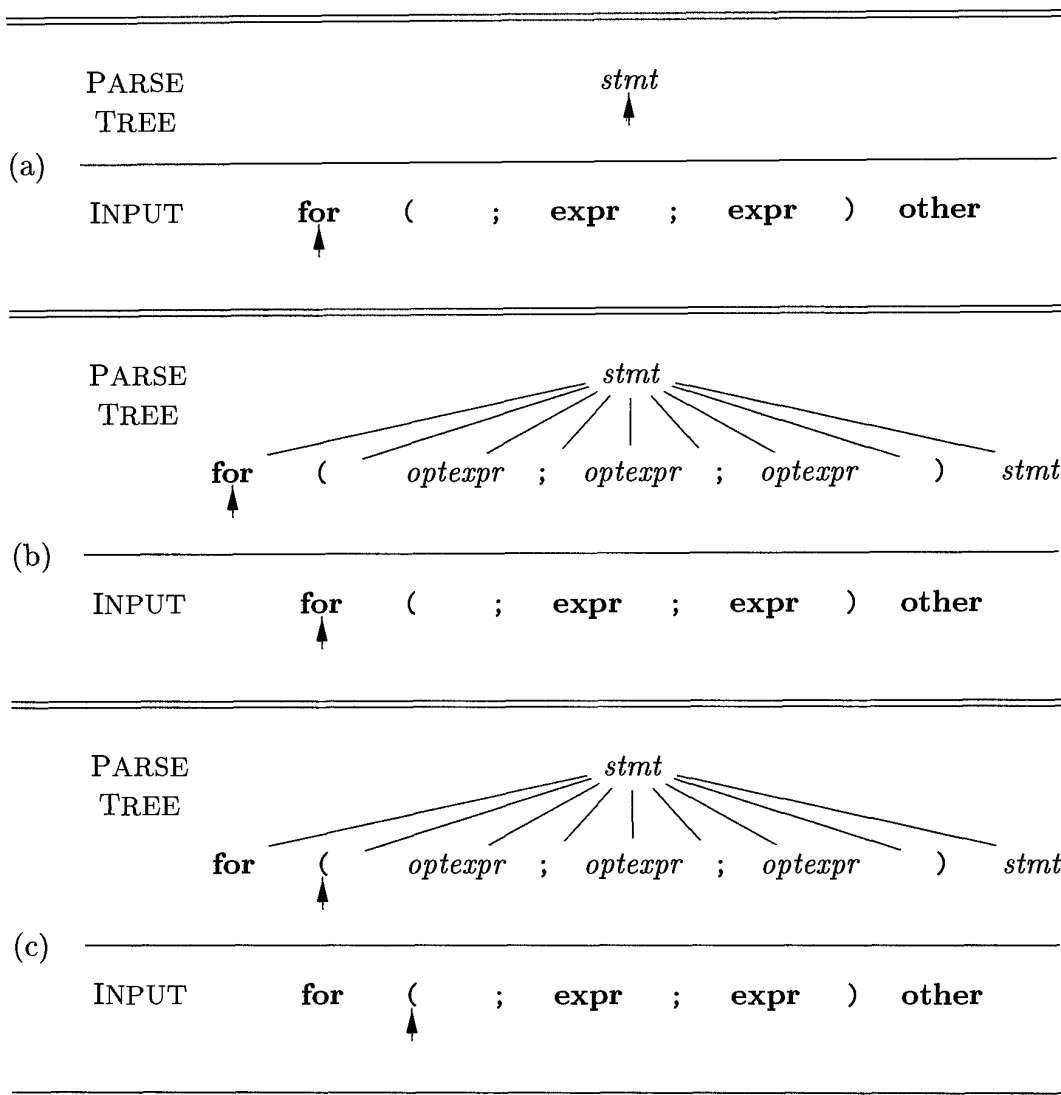 PARSE stmt
TREE
(a)
INPUT for ( ; expr ; expr ) other
PARSE stmt
TREE
for ( optexpr ; optexpr ; optexpr ) stmt
(b)
INPUT for ( ; expr ; expr ) other
PARSE stmt
TREE
for ( optexpr ; optexpr ; optexpr ) stmt
(c)
INPUT for ( ; expr ; expr ) other